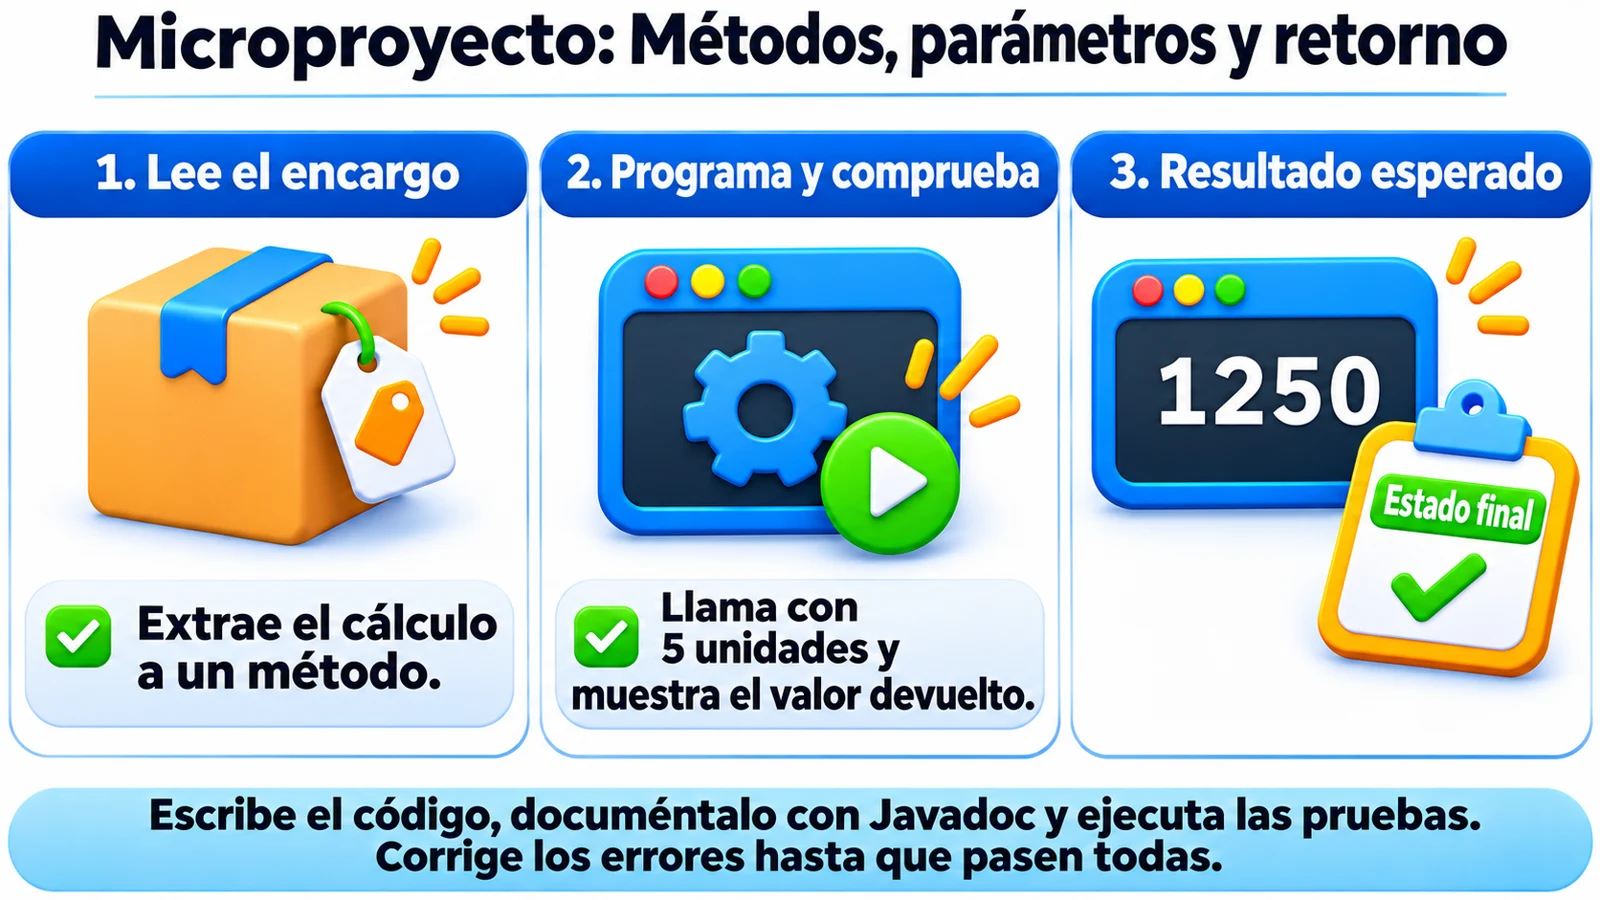 Microproyecto: Métodos, parámetros y retorno
1. Lee el encargo
Extrae el cálculo
a un método.
2. Programa y comprueba
Llama con
5 unidades y
muestra el valor devuelto.
3. Resultado esperado
1250
Estado final
Escribe el código, documéntalo con Javadoc y ejecuta las pruebas.
Corrige los errores hasta que pasen todas.